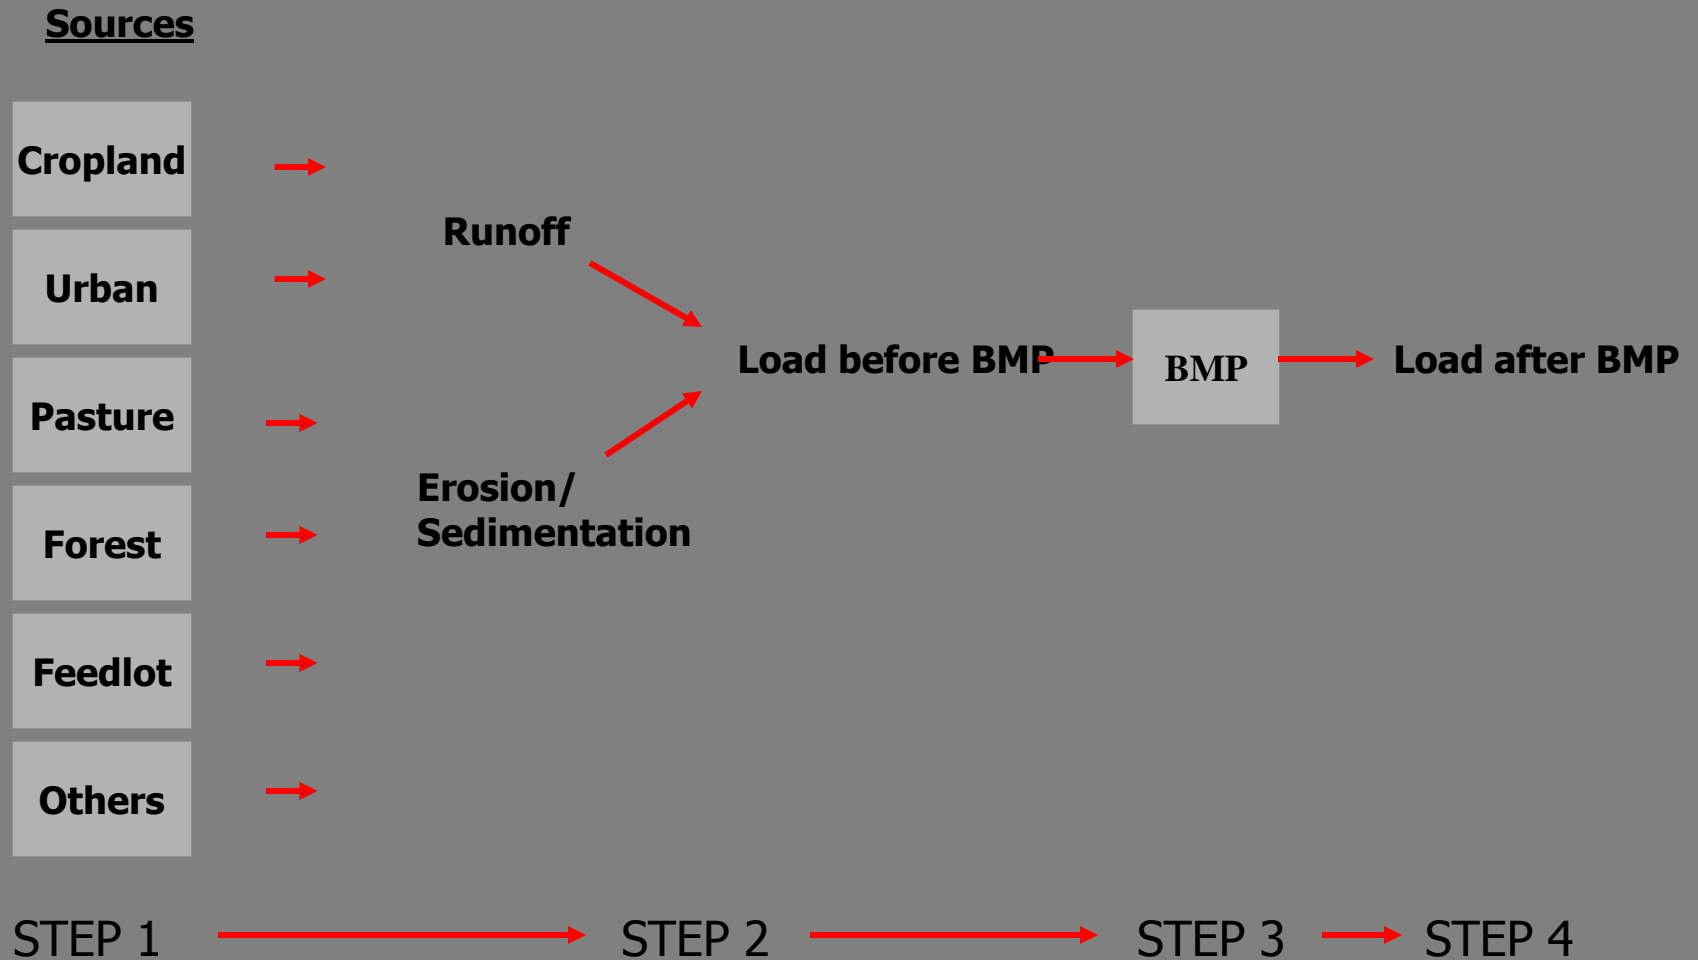 Sources
Cropland
Urban
Pasture
Forest
Feedlot
Others
Runoff
Erosion/
Sedimentation
Load before BMP
BMP
Load after BMP
STEP 1
STEP 2
STEP 3
STEP 4